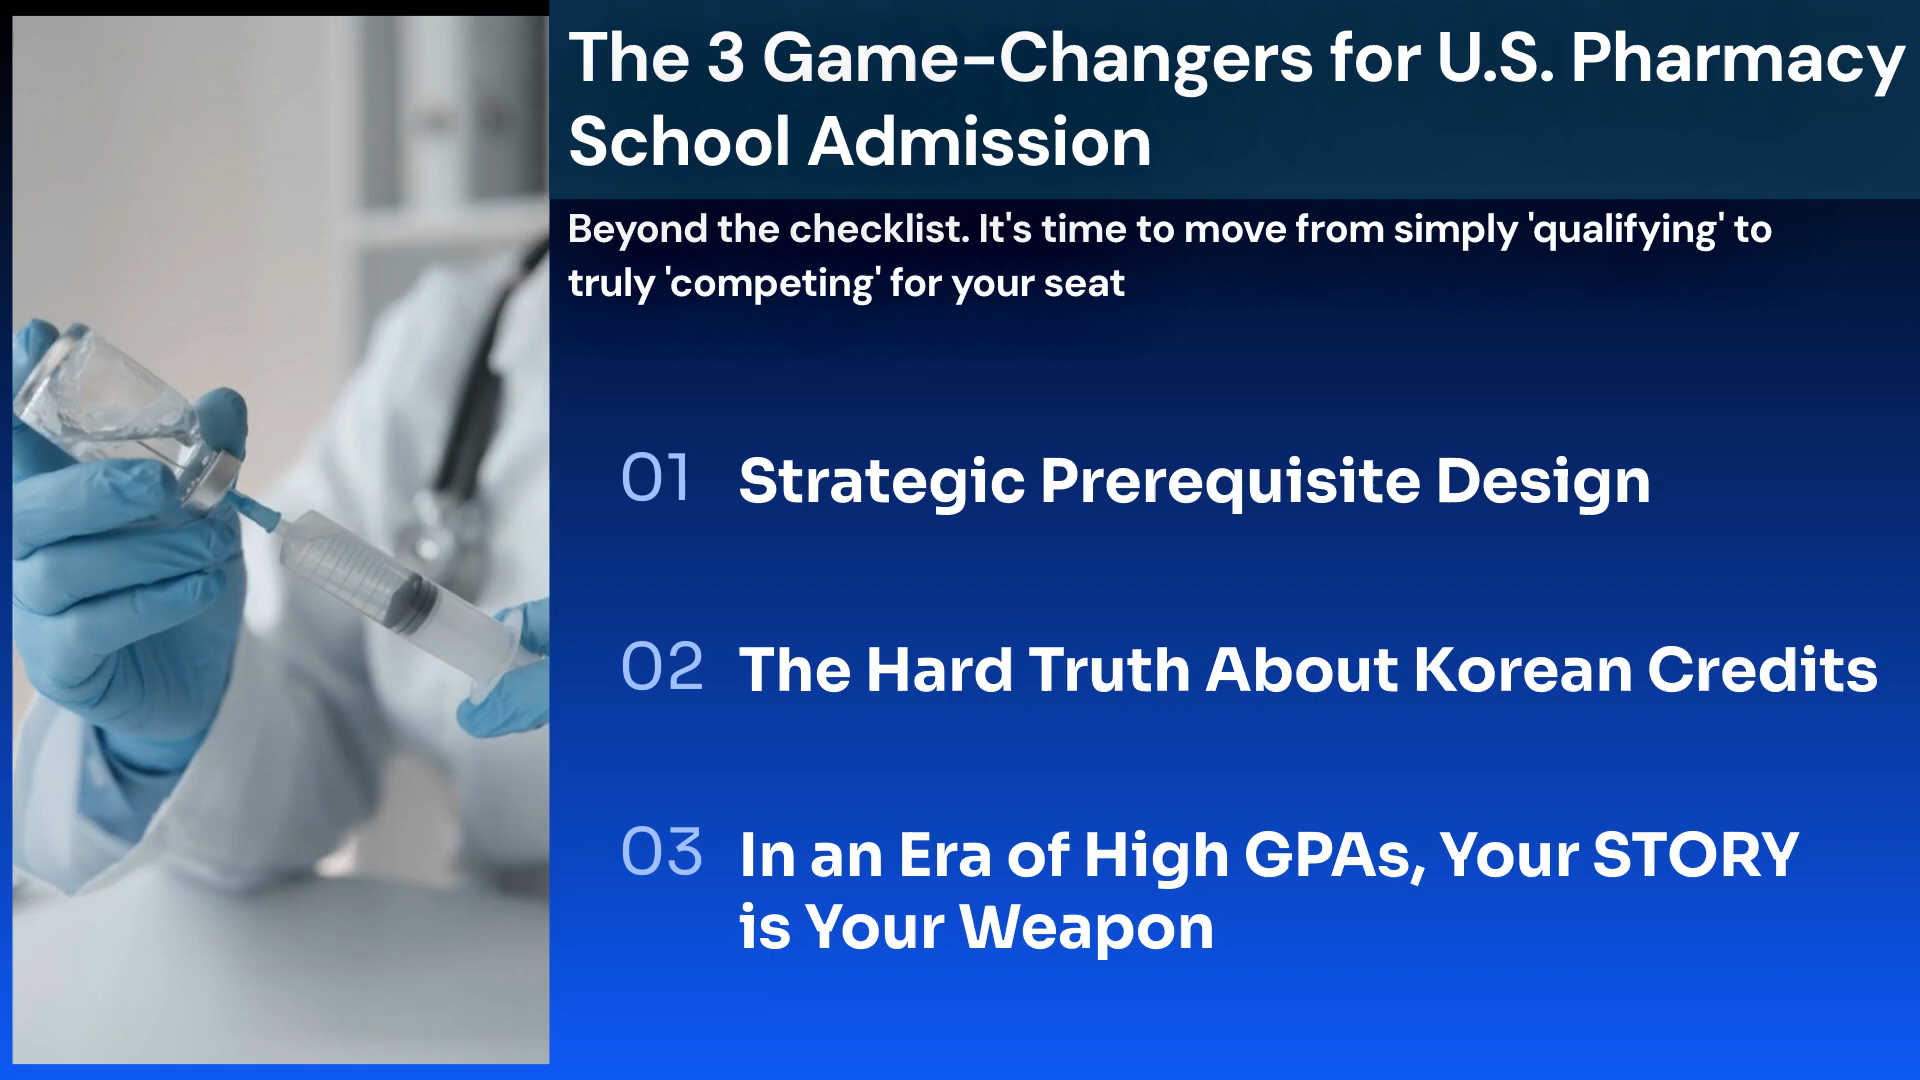 The 3 Game-Changers for U.S. Pharmacy
School Admission
Beyond the checklist. It's time to move from simply 'qualifying' to
truly 'competing' for your seat
01 Strategic Prerequisite Design
02 The Hard Truth About Korean Credits
03 In an Era of High GPAs, Your STORY
is Your Weapon